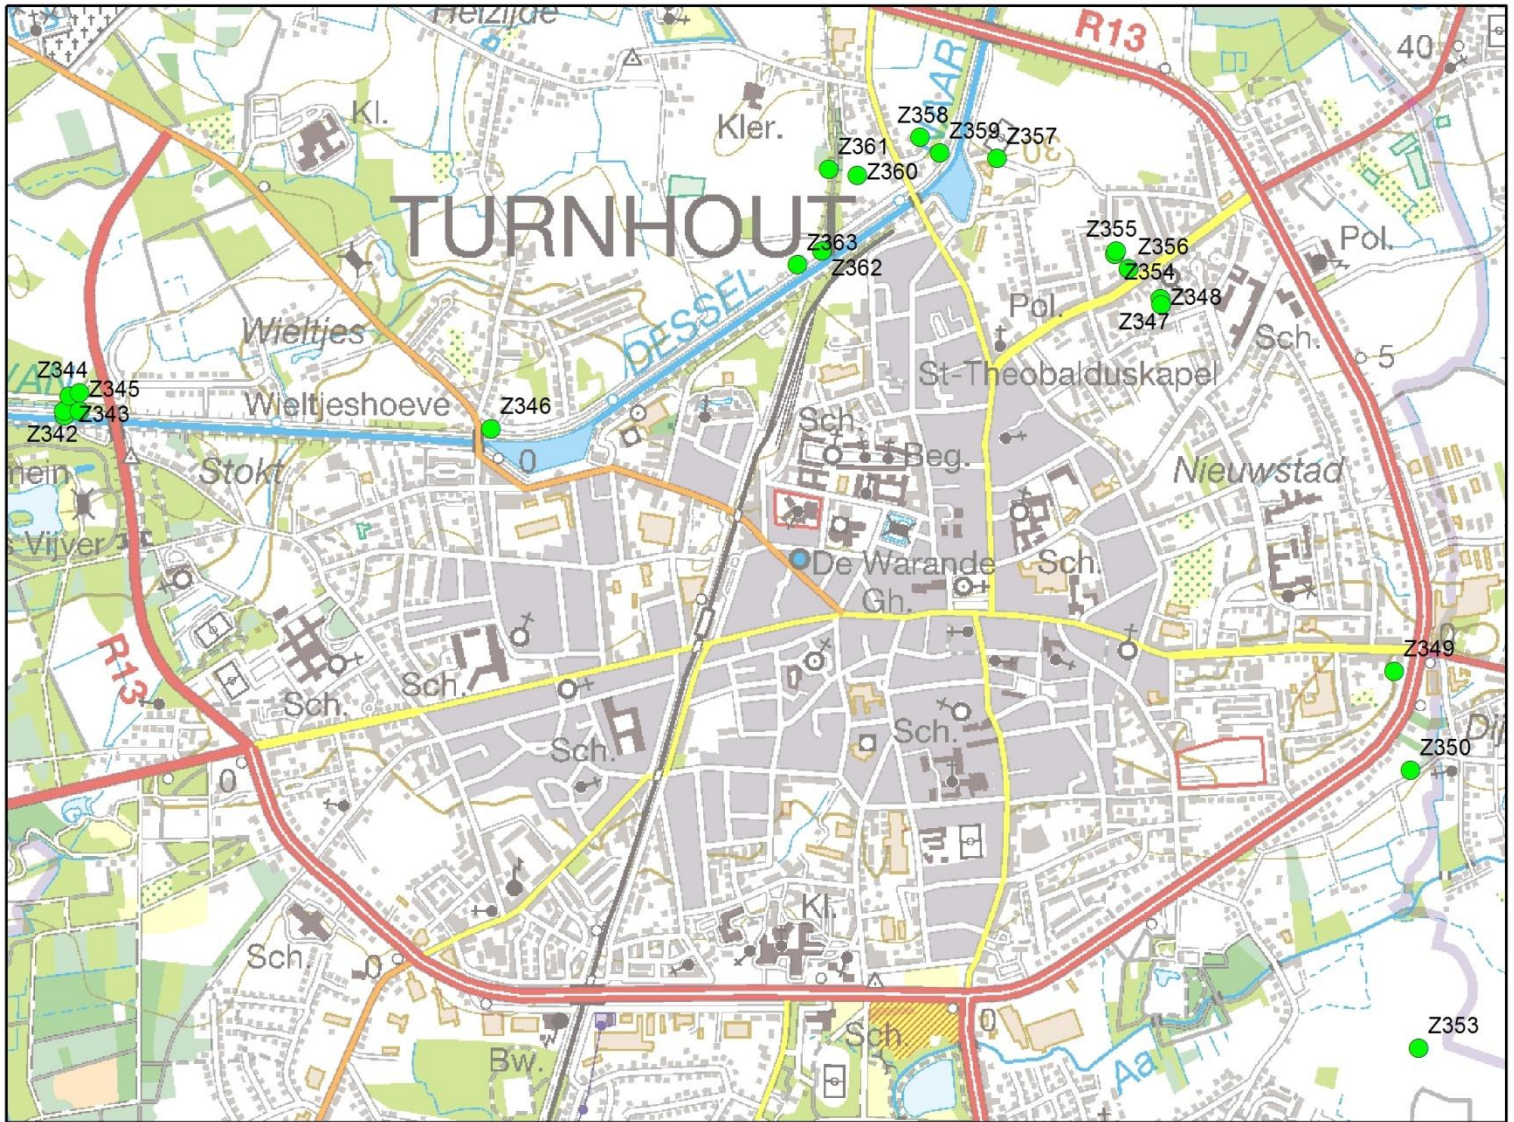 Heizijde
R13
40
Kl.
Kler.
Z358
Z359
Z357
30
Z361
Z360
TURNHOUT
Z355
Z356
Z354
Pol.
Z363
Z362
DESSEL
Pol.
Z348
Z347
Sch.
Wieltjes
5
St-Theobalduskapel
Z344
Z345
Z343
Z342
Wieltjeshoeve
Z346
Sch.
0
Beg.
Stokt
Nieuwstad
Vijver
De Warande
Sch.
Gh.
R13
Z349
0
Sch.
Sch.
Sch.
Sch.
Z350
0
Kl.
Sch.
0
Z353
Sch.
0
Bw.
Aa